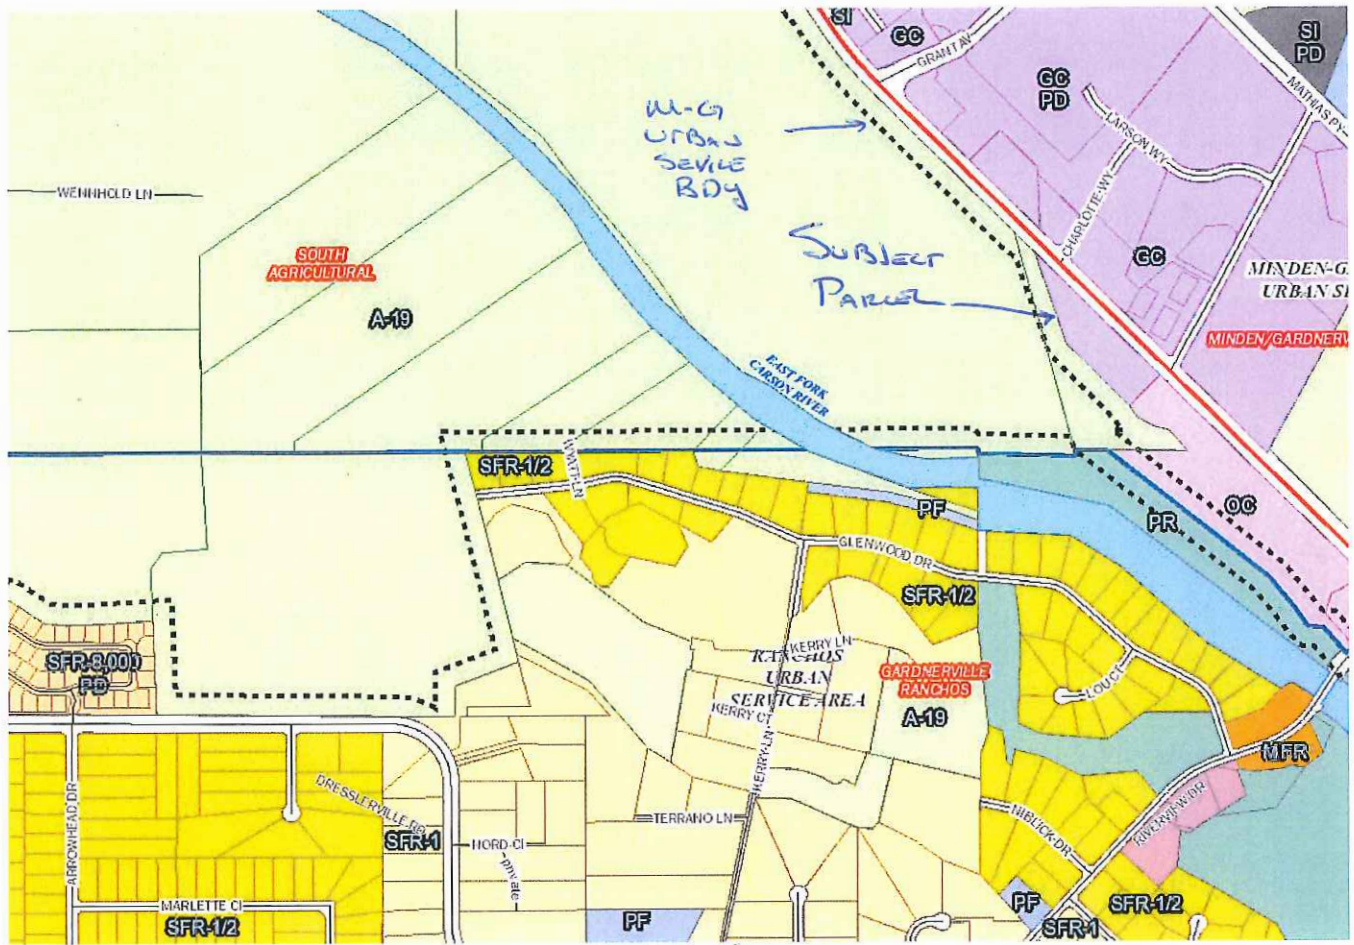 SI
GC
GRANT AV
GC
PD
SI
PD
MATHIAS PY
LARSON WY
CHARLOTTE WY
GC
M-G
URBAN
SEVICE
BDY
SUBJECT
PARCEL
WENNHOLD LN
SOUTH
AGRICULTURAL
A-19
MINDEN-G
URBAN SE
MINDEN/GARDNERV
EAST FORK
CARSON RIVER
WYATT LN
SFR-1/2
PF
GLENWOOD DR
SFR-1/2
PR
OC
SFR-8,000
PD
KERRY LN
RANCHOS
URBAN
SERVICE AREA
KERRY CT
KERRY LN
GARDNERVILLE
RANCHOS
A-19
LOU CT
MFR
RIVERVIEW DR
NIBLICK DR
ARROWHEAD DR
DRESSLERVILLE RD
SFR-1
NORD CI
private
TERRANO LN
MARLETTE CI
SFR-1/2
PF
PF
SFR-1
SFR-1/2